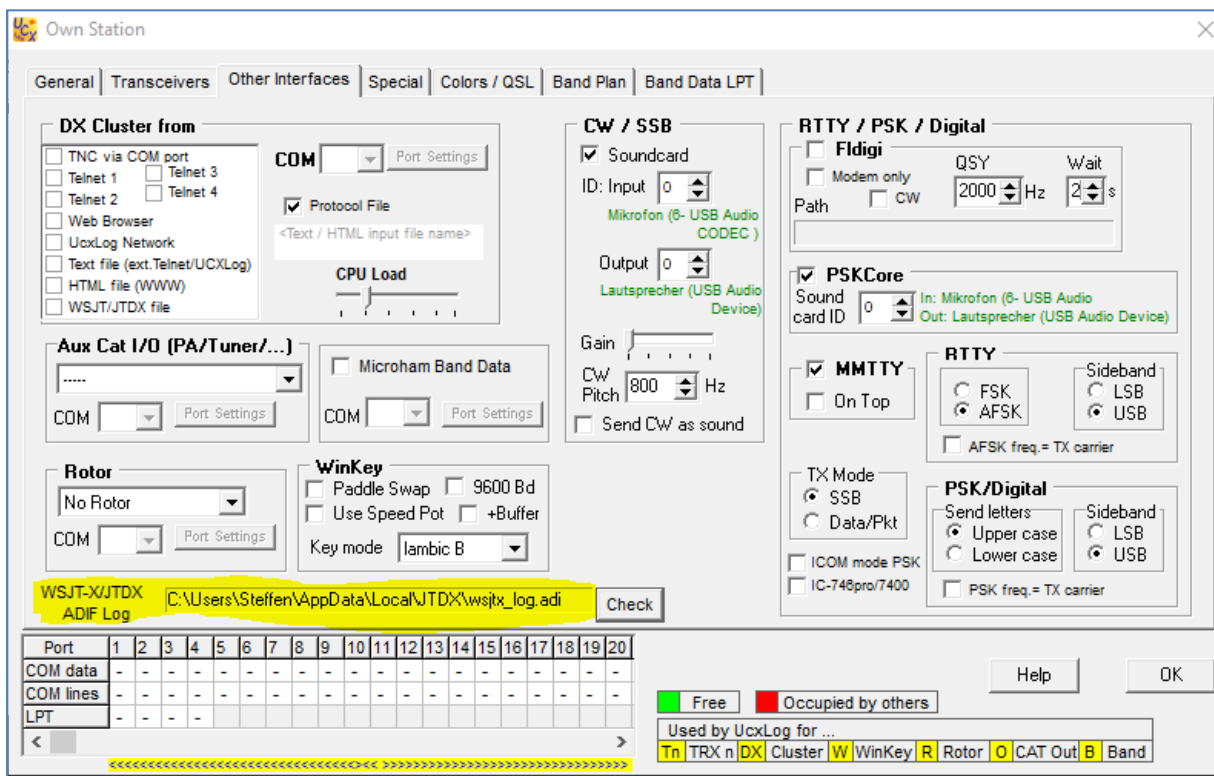 UCX Own Station
General Transceivers Other Interfaces Special Colors / QSL Band Plan Band Data LPT
DX Cluster from
TNC via COM port
Telnet 1 Telnet 3
Telnet 2 Telnet 4
Web Browser
UcxLog Network
Text file (ext.Telnet/UCXLog)
HTML file (WWW)
WSJT/JTDX file
COM Port Settings
Protocol File
<Text / HTML input file name>
CPU Load
Aux Cat I/O (PA/Tuner/...)
-----
COM Port Settings
Microham Band Data
COM Port Settings
Rotor
No Rotor
COM Port Settings
WinKey
Paddle Swap 9600 Bd
Use Speed Pot +Buffer
Key mode Iambic B
WSJT-X/JTDX
ADIF Log
C:\Users\Steffen\AppData\Local\JTDX\wsjtx_log.adi
Check
CW / SSB
Soundcard
ID: Input 0
Mikrofon (6- USB Audio
CODEC )
Output 0
Lautsprecher (USB Audio
Device)
Gain
CW
Pitch 800 Hz
Send CW as sound
RTTY / PSK / Digital
Fldigi
Modem only
CW
QSY Wait
2000 Hz 2 s
Path
PSKCore
Sound
card ID 0
In: Mikrofon (6- USB Audio
Out: Lautsprecher (USB Audio Device)
MMTTY
On Top
RTTY
FSK
AFSK
Sideband
LSB
USB
AFSK freq.= TX carrier
TX Mode
SSB
Data/Pkt
ICOM mode PSK
IC-746pro/7400
PSK/Digital
Send letters
Upper case
Lower case
Sideband
LSB
USB
PSK freq.= TX carrier
Port 1 2 3 4 5 6 7 8 9 10 11 12 13 14 15 16 17 18 19 20
COM data - - - - - - - - - - - - - - - - - - - -
COM lines - - - - - - - - - - - - - - - - - - - -
LPT - - - -
<<<<<<<<<<<<<<<<<<<<<<<<<<<<<<<<<<<<<><< >>>>>>>>>>>>>>>>>>>>>>>>>>>>>>>>>>>>>
Help OK
Free Occupied by others
Used by UcxLog for ...
Tn TRX n DX Cluster W WinKey R Rotor O CAT Out B Band